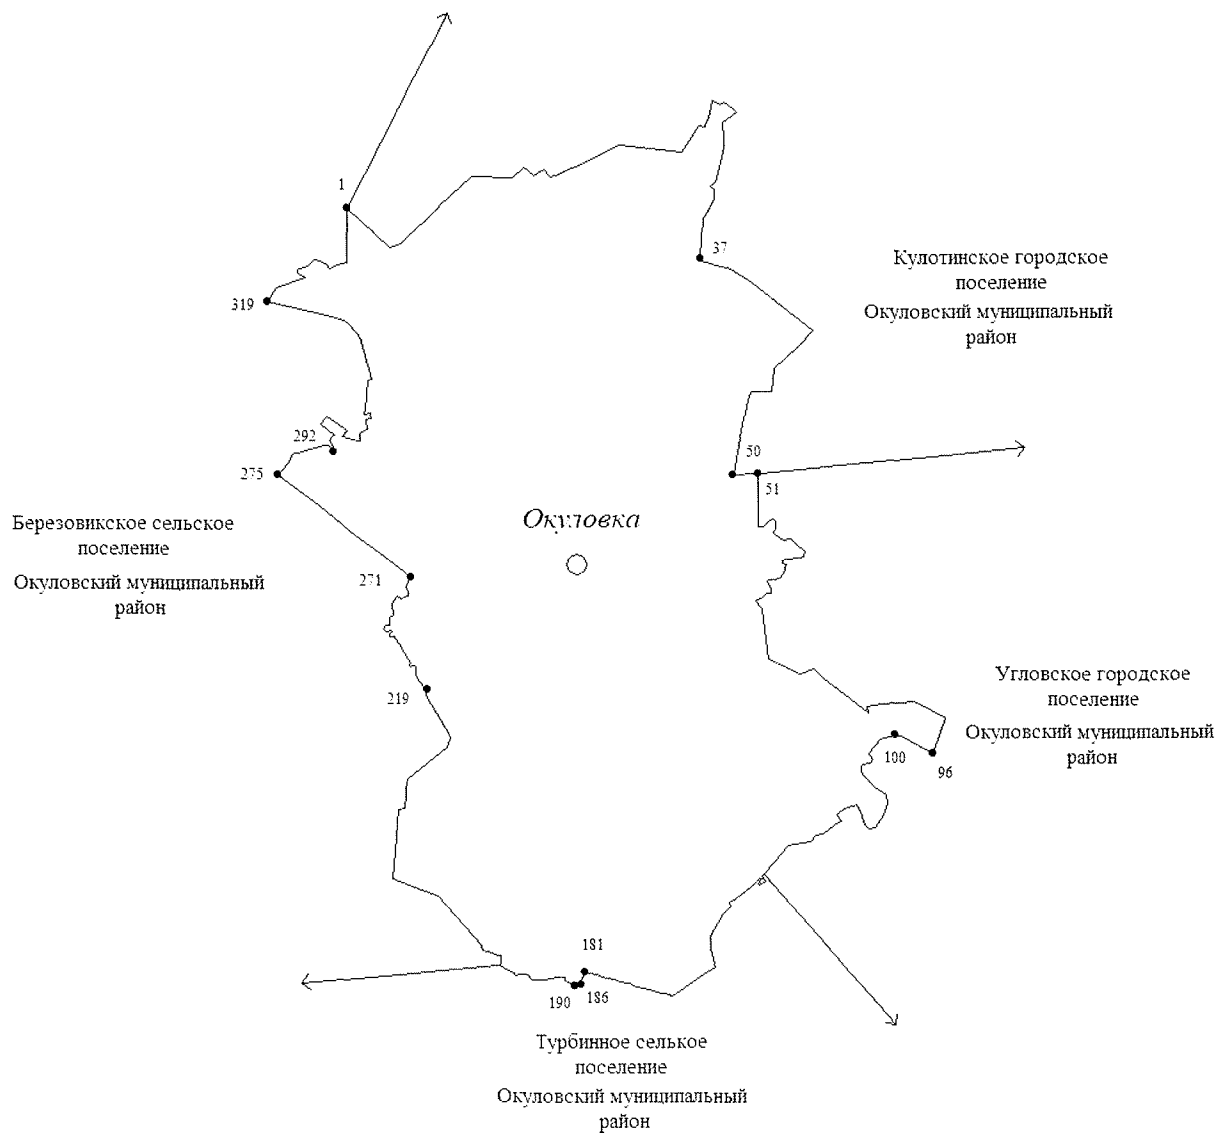 1
37
Кулотинское городское
поселение
Окуловский муниципальный
район
319
292
50
275
51
Окуловка
Березовикское сельское
поселение
Окуловский муниципальный
район
271
219
Угловское городское
поселение
Окуловский муниципальный
район
100
96
181
190
186
Турбинное селькое
поселение
Окуловский муниципальный
район